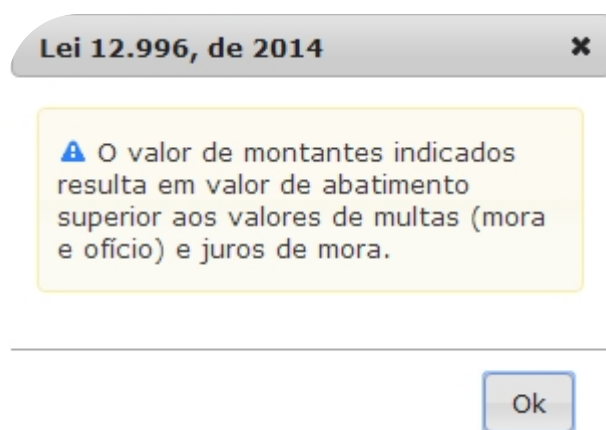 Lei 12.996, de 2014
O valor de montantes indicados
resulta em valor de abatimento
superior aos valores de multas (mora
e ofício) e juros de mora.
Ok